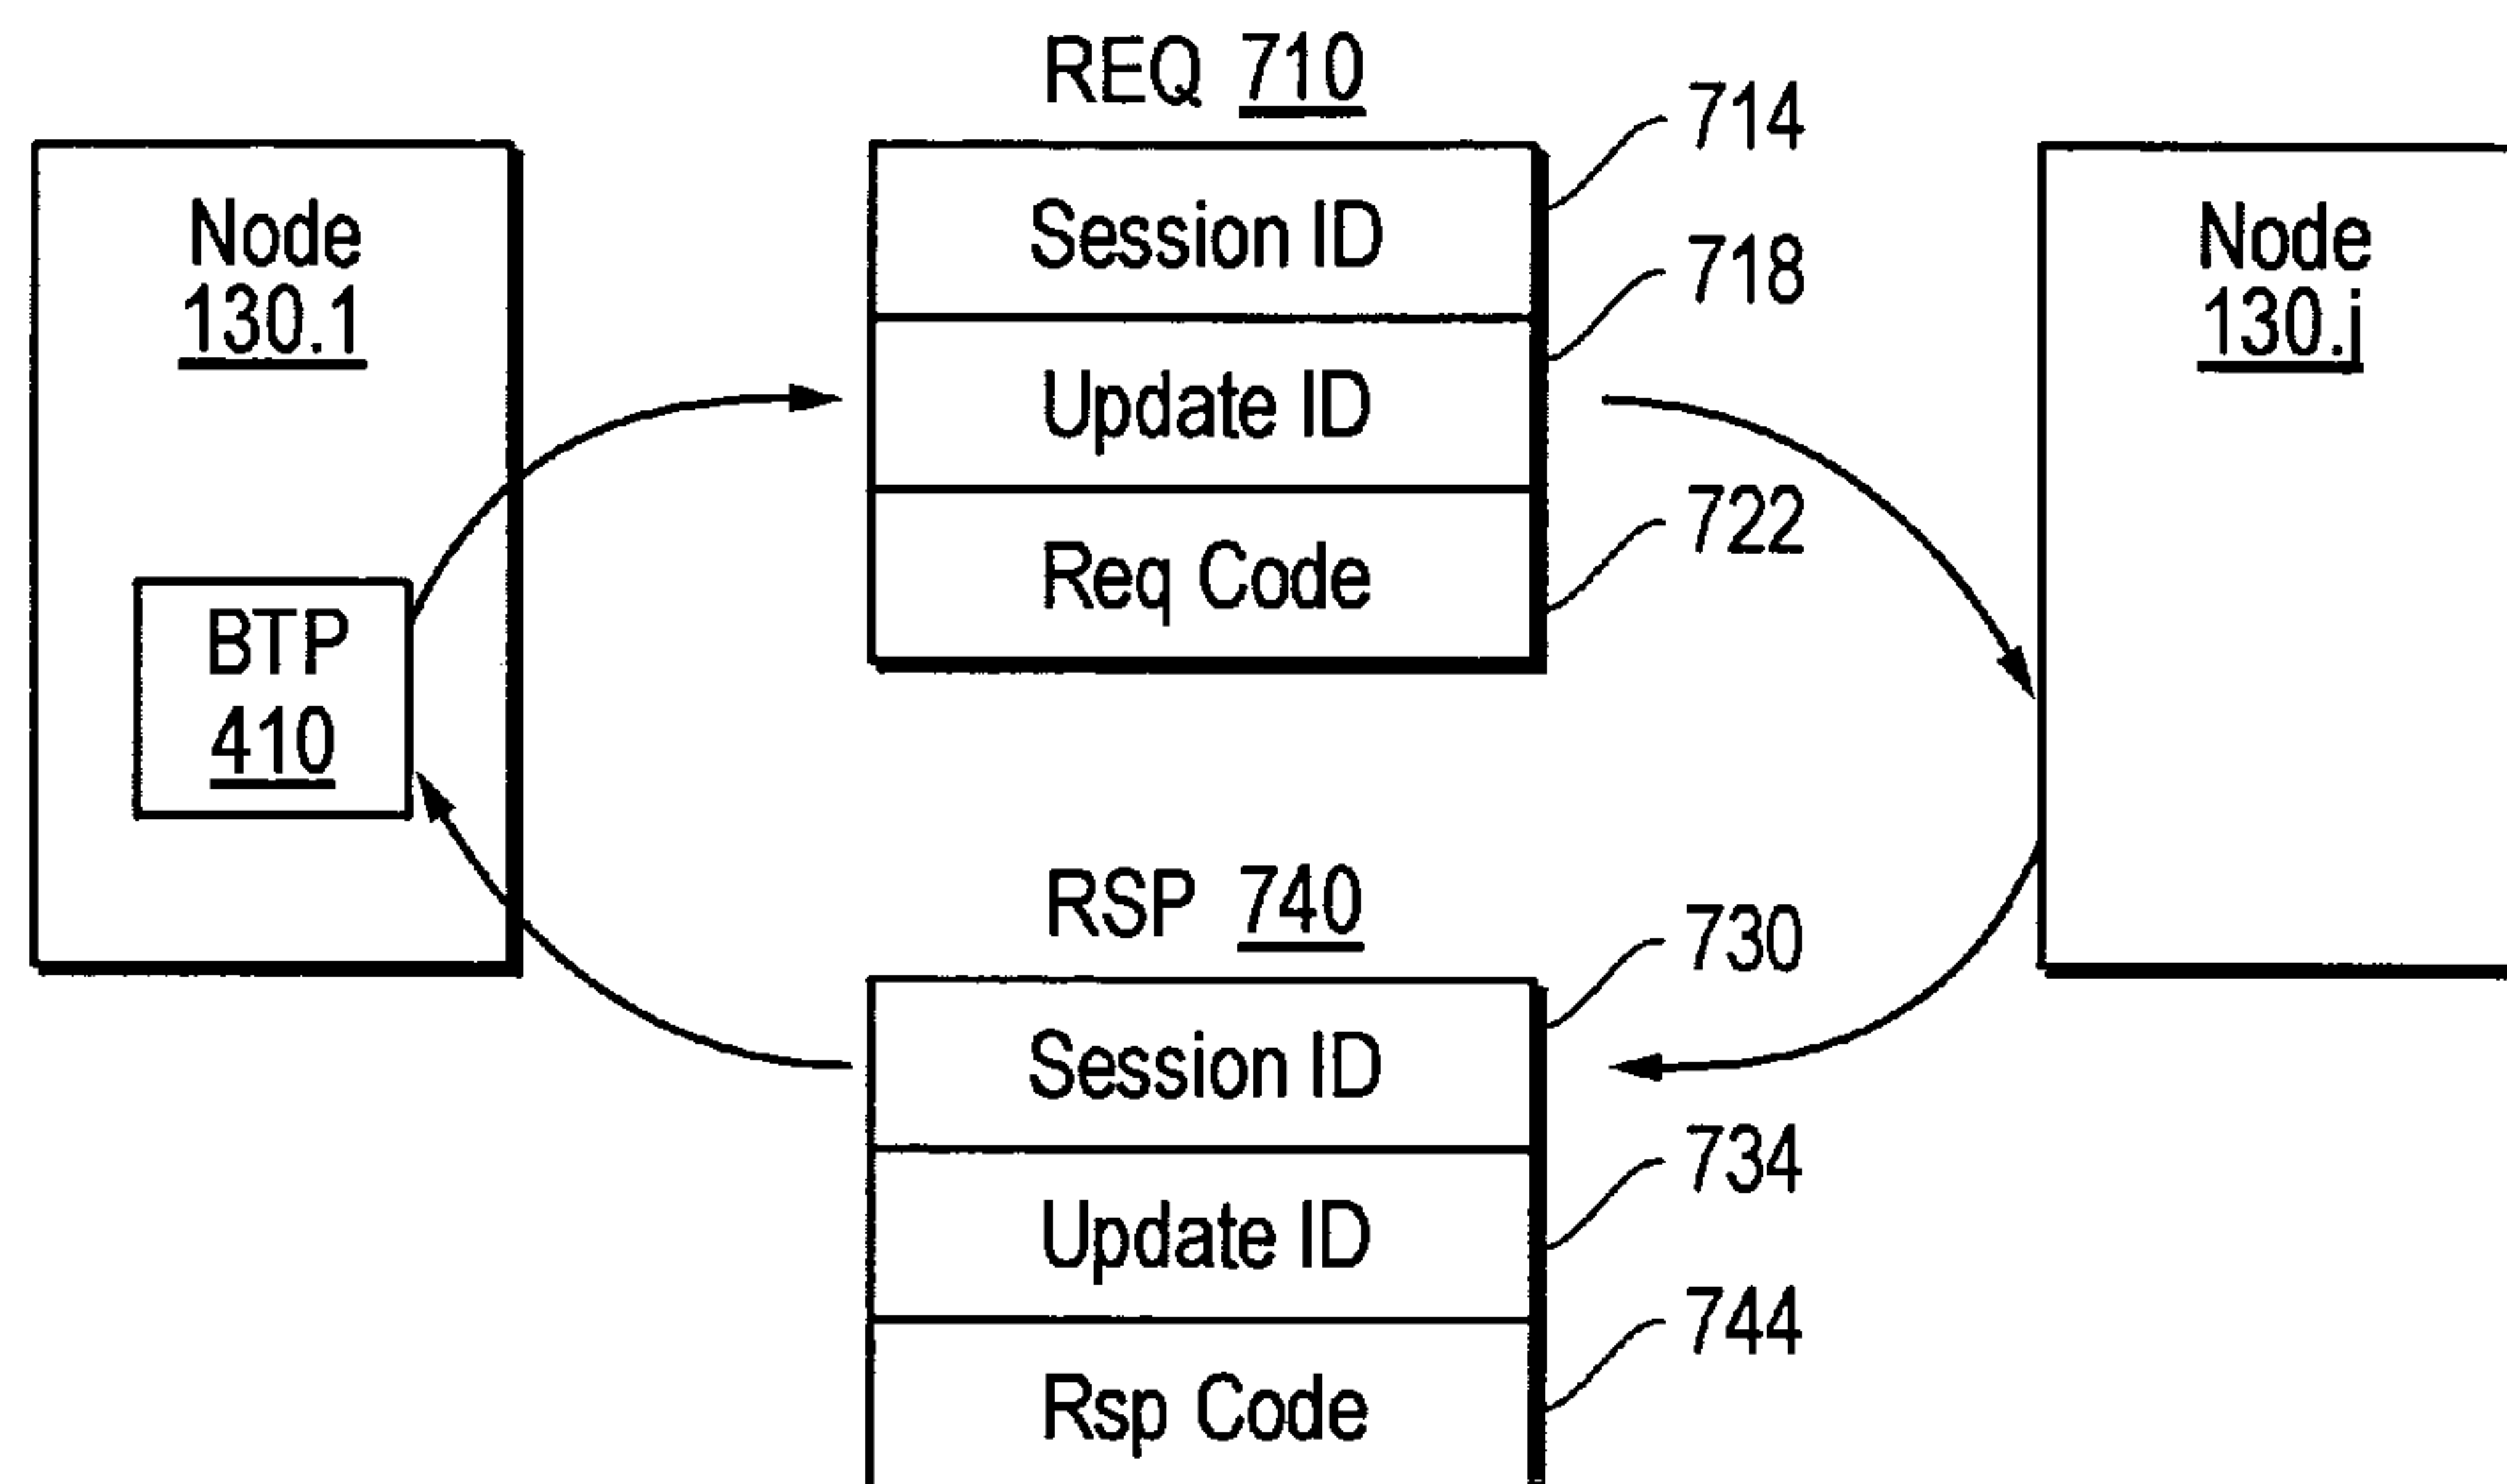 REQ 710
714
Node
130.1
Session ID
718
Update ID
722
Req Code
BTP
410
Node
130.j
RSP 740
730
Session ID
734
Update ID
744
Rsp Code